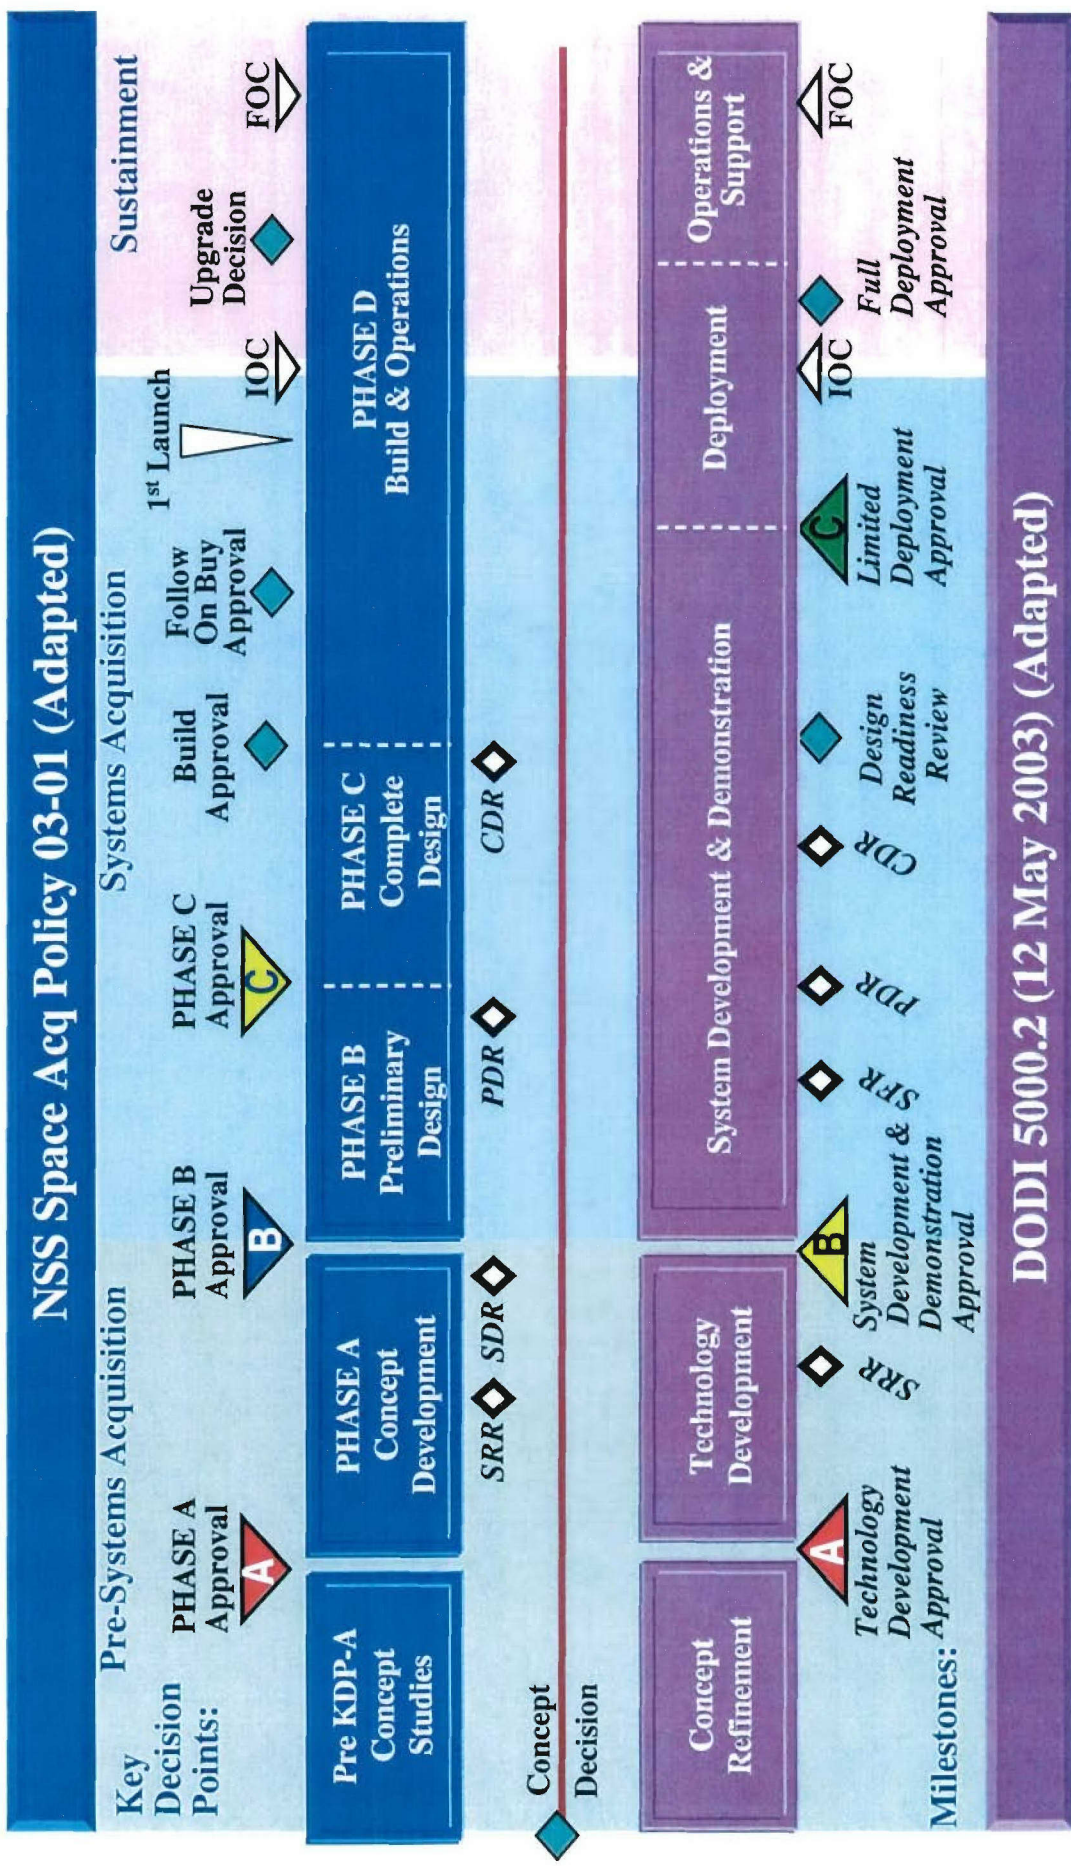 NSS Space Acq Policy 03-01 (Adapted)
Key
Decision
Points:
Pre-Systems Acquisition
Systems Acquisition
Sustainment
PHASE A
Approval
A
PHASE B
Approval
B
PHASE C
Approval
C
Build
Approval
Follow
On Buy
Approval
1st Launch
IOC
Upgrade
Decision
FOC
Pre KDP-A
Concept
Studies
PHASE A
Concept
Development
PHASE B
Preliminary
Design
PHASE C
Complete
Design
PHASE D
Build & Operations
SRR
SDR
PDR
CDR
Concept
Decision
Concept
Refinement
Technology
Development
System Development & Demonstration
Deployment
Operations &
Support
A
Technology
Development
Approval
SRR
B
System
Development &
Demonstration
Approval
SFR
PDR
CDR
Design
Readiness
Review
C
Limited
Deployment
Approval
IOC
Full
Deployment
Approval
FOC
Milestones:
DODI 5000.2 (12 May 2003) (Adapted)